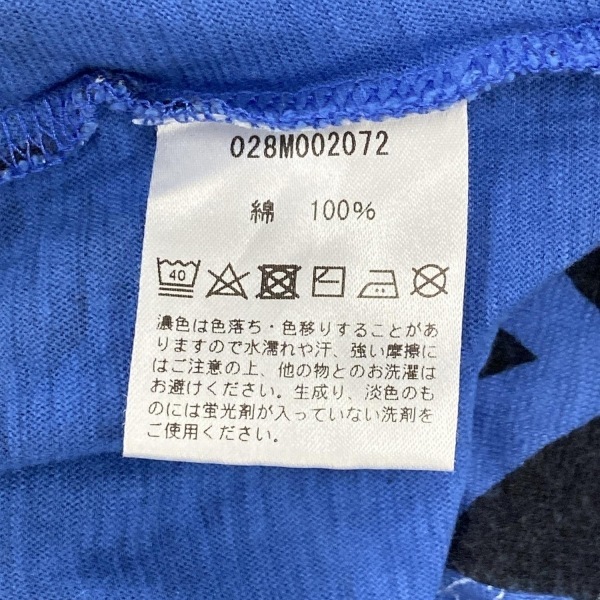 028M002072
綿 100%
40
濃色は色落ち・色移りすることがあ
りますので水濡れや汗、強い摩擦に
はご注意の上、他の物とのお洗濯は
お避けください。生成り、淡色のも
のには蛍光剤が入っていない洗剤を
ご使用ください。